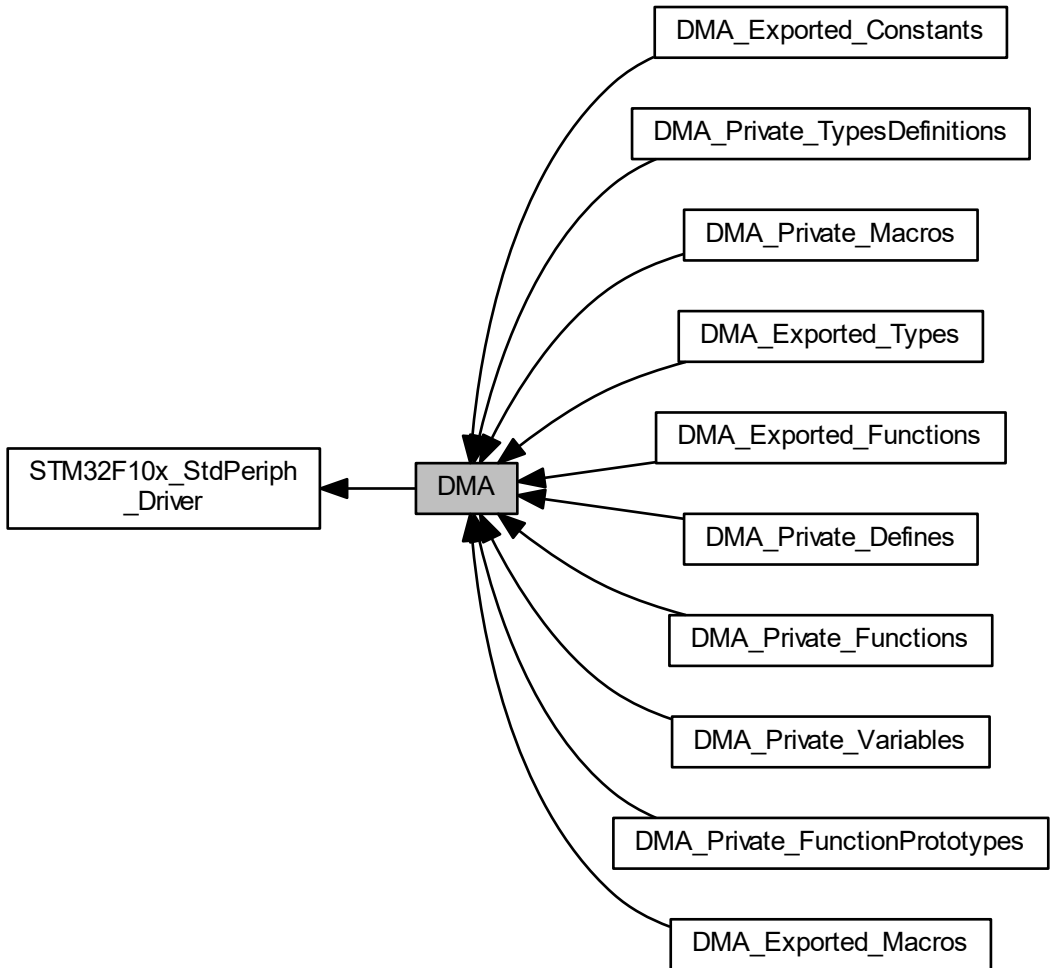 DMA_Exported_Constants
DMA_Private_TypesDefinitions
DMA_Private_Macros
DMA_Exported_Types
DMA_Exported_Functions
STM32F10x_StdPeriph
_Driver
DMA
DMA_Private_Defines
DMA_Private_Functions
DMA_Private_Variables
DMA_Private_FunctionPrototypes
DMA_Exported_Macros